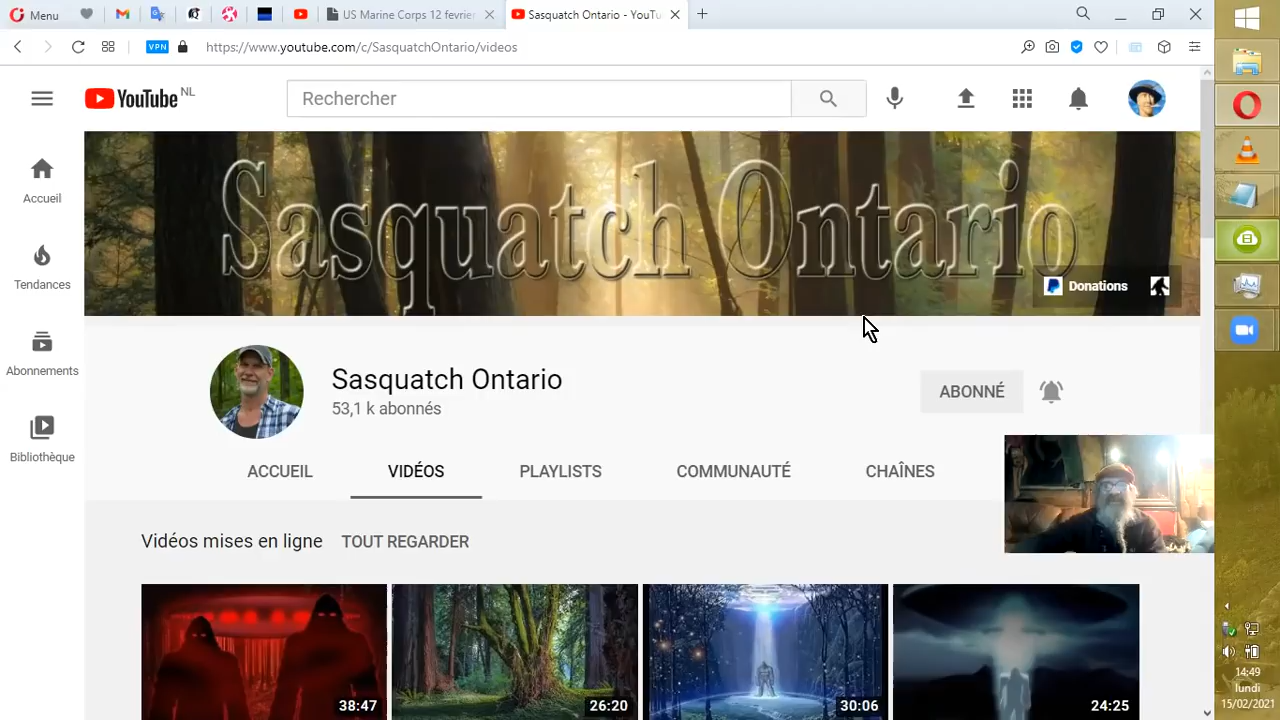 Menu
US Marine Corps 12 fevrier
Sasquatch Ontario - YouTu
VPN
https://www.youtube.com/c/SasquatchOntario/videos
YouTube NL
Rechercher
Sasquatch Ontario
Donations
Accueil
Tendances
Abonnements
Bibliothèque
Sasquatch Ontario
53,1 k abonnés
ABONNÉ
ACCUEIL
VIDÉOS
PLAYLISTS
COMMUNAUTÉ
CHAÎNES
Vidéos mises en ligne
TOUT REGARDER
38:47
26:20
30:06
24:25
14:49
lundi
15/02/2021